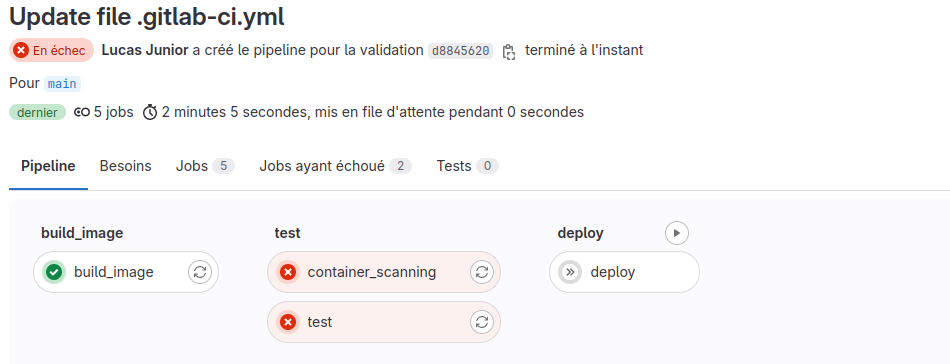 Update file .gitlab-ci.yml
En échec Lucas Junior a créé le pipeline pour la validation d8845620 terminé à l'instant
Pour main
dernier 5 jobs 2 minutes 5 secondes, mis en file d'attente pendant 0 secondes
Pipeline Besoins Jobs 5 Jobs ayant échoué 2 Tests 0
build_image test deploy
build_image container_scanning deploy
test